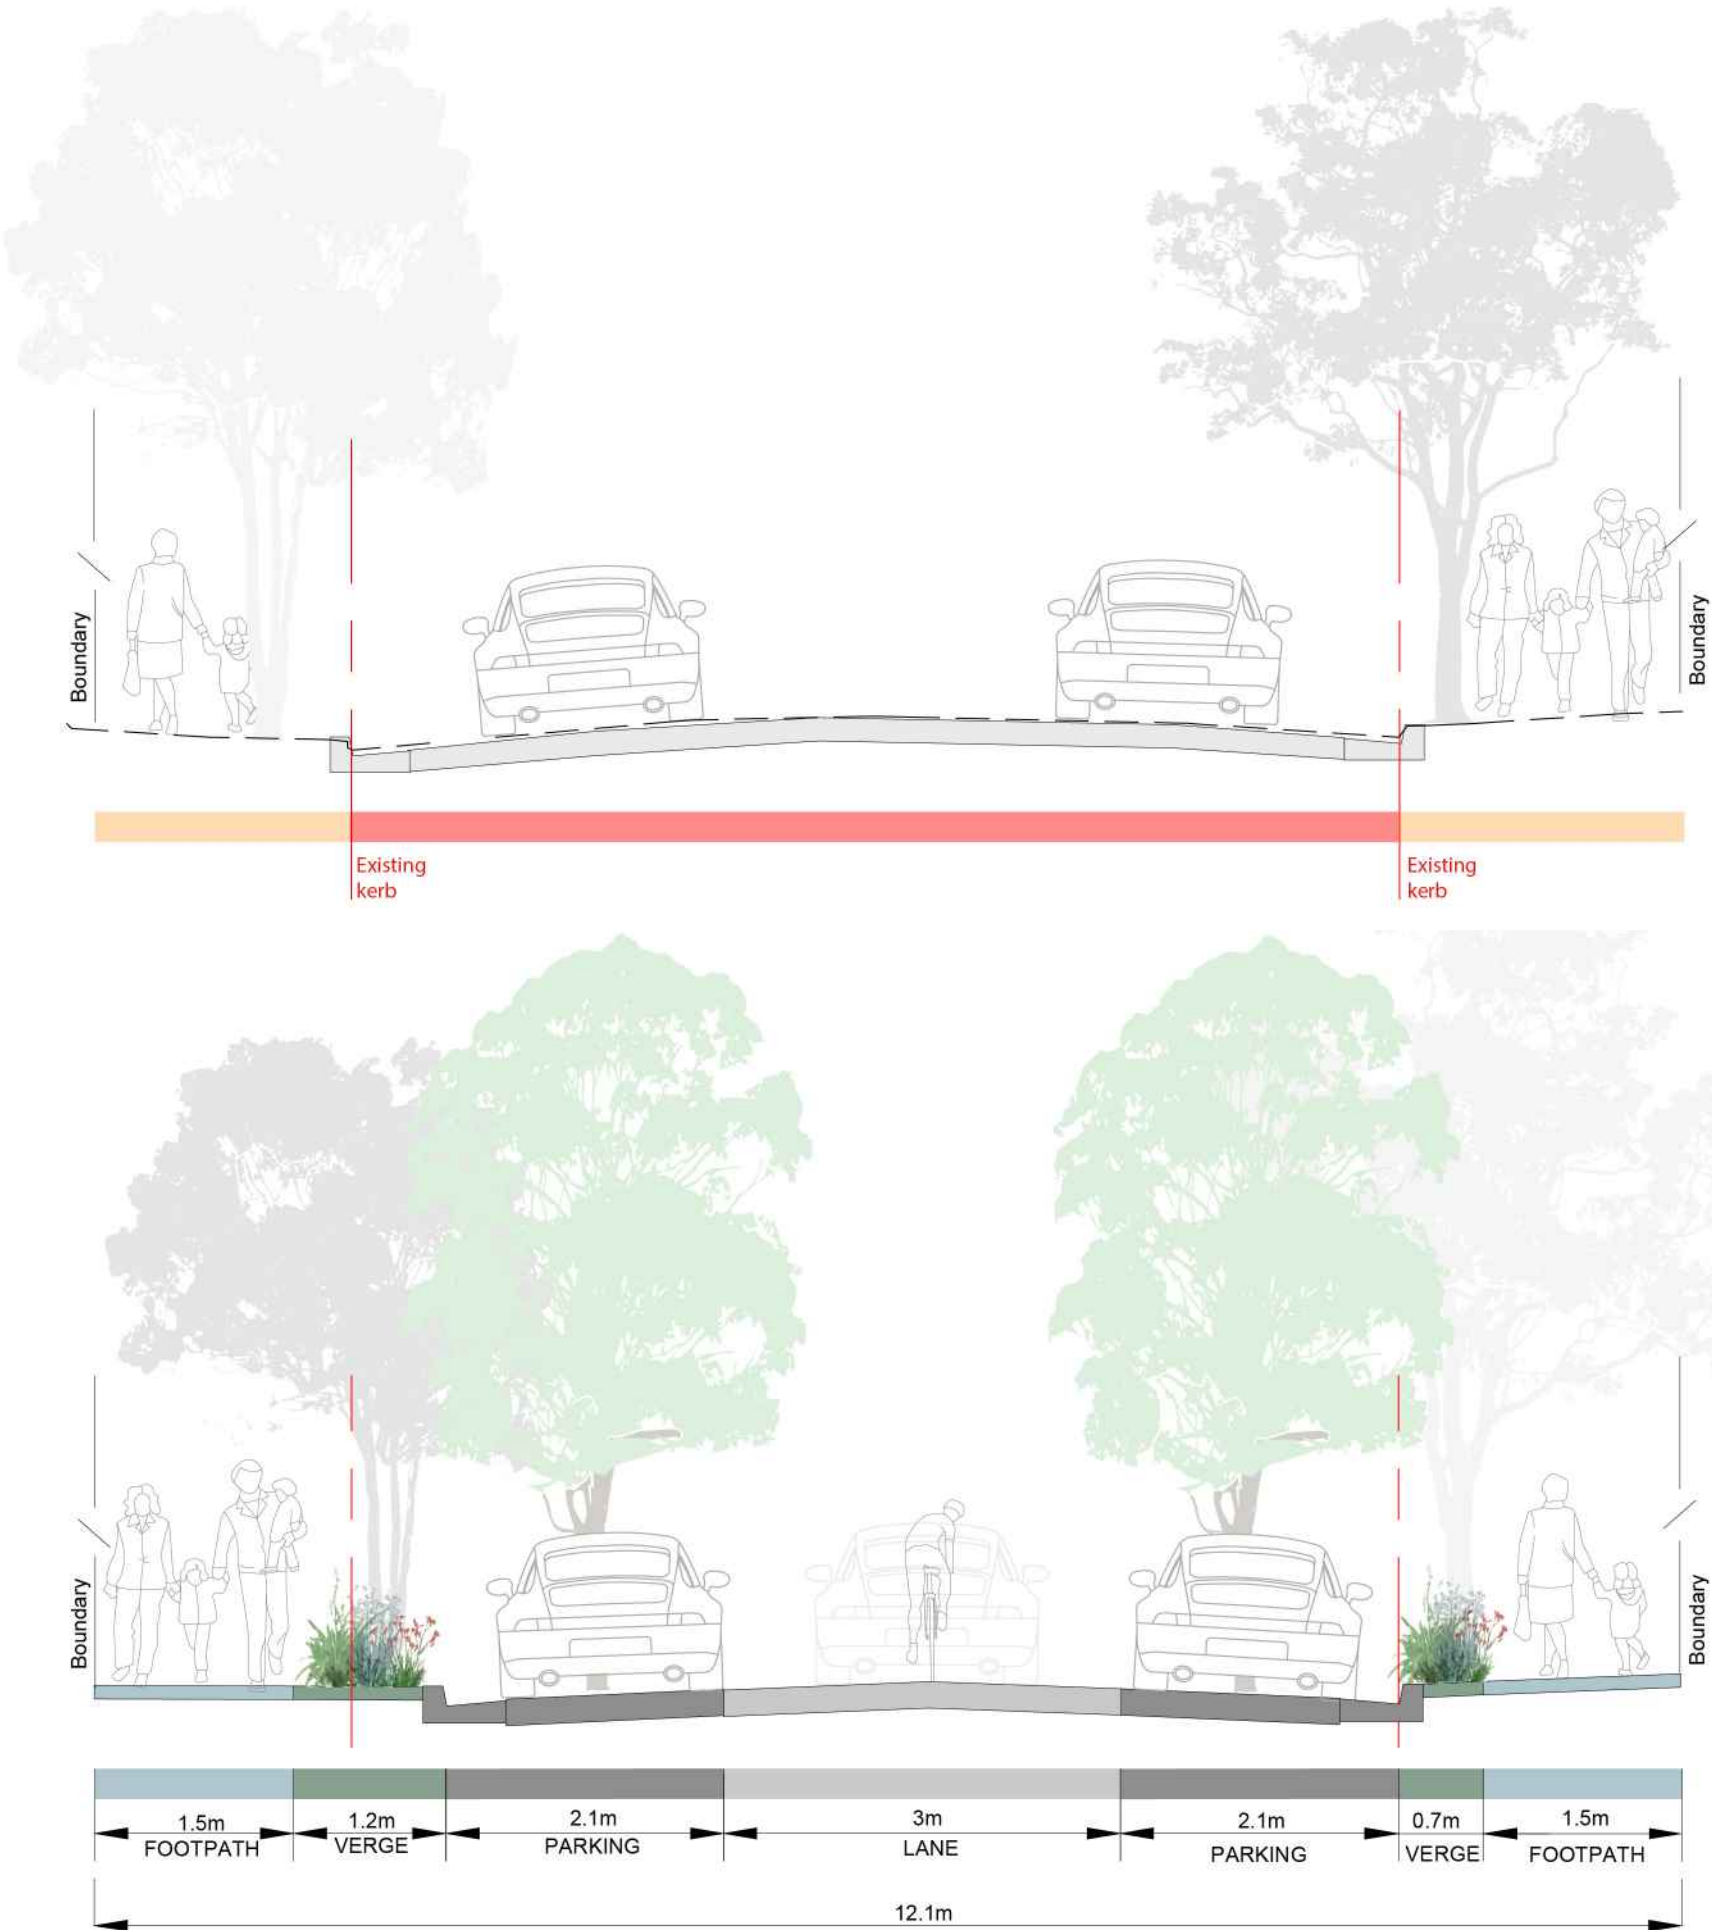 Boundary
Boundary
Existing
kerb
Existing
kerb
Boundary
Boundary
1.5m
1.2m
2.1m
3m
2.1m
0.7m
1.5m
FOOTPATH
VERGE
PARKING
LANE
PARKING
VERGE
FOOTPATH
12.1m